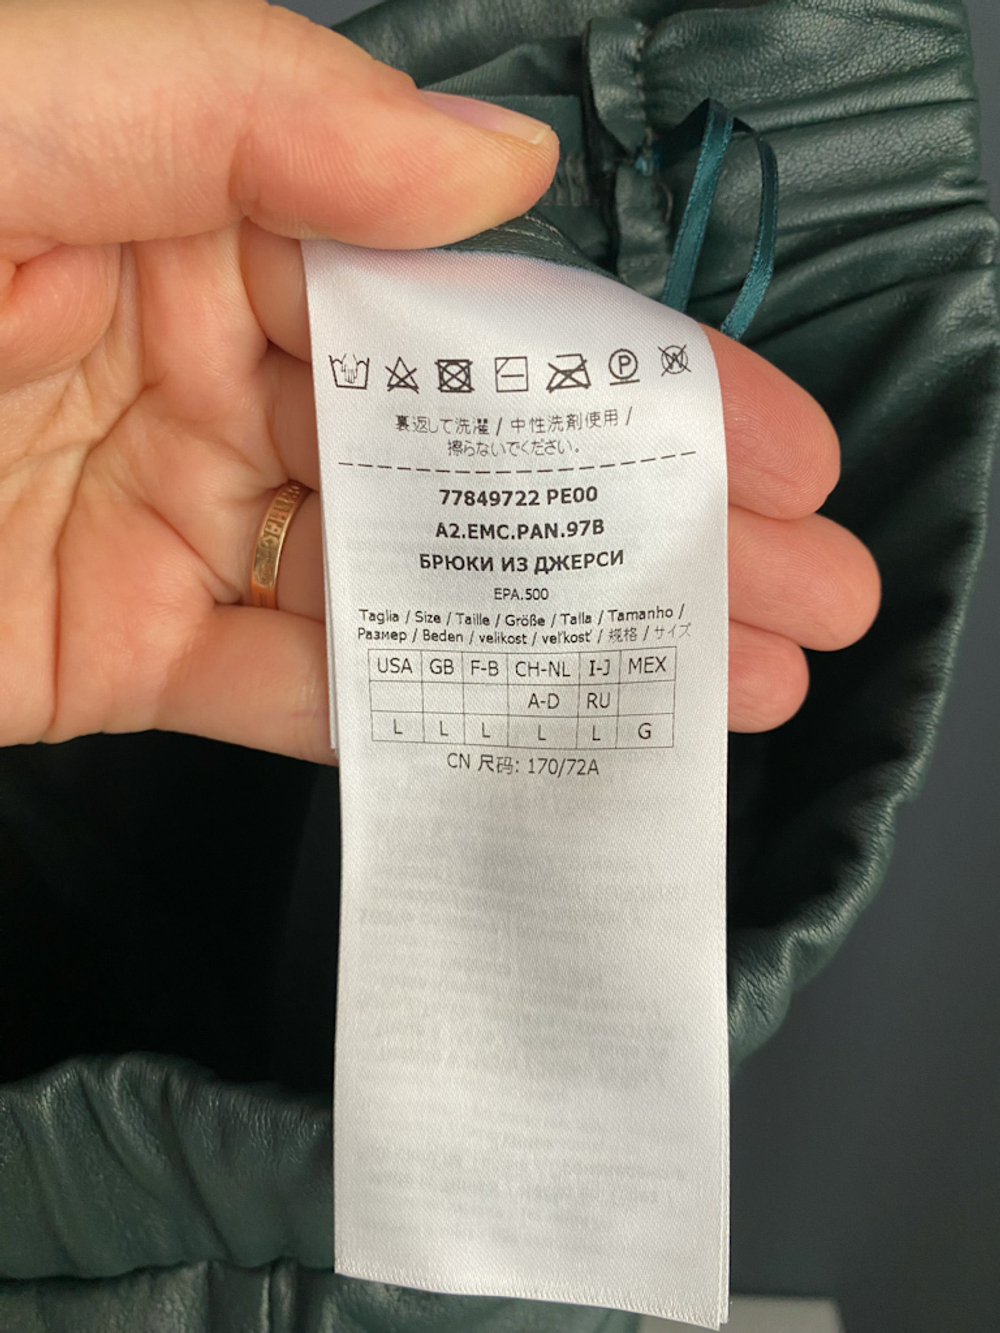 裏返して洗濯 / 中性洗剤使用 /
擦らないでください。
77849722 PE00
A2.EMC.PAN.97B
БРЮКИ ИЗ ДЖЕРСИ
EPA.500
Taglia / Size / Taille / Größe / Talla / Tamanho /
Размер / Beden / velikost / veľkosť / 规格 / サイズ
USA GB F-B CH-NL I-J MEX
A-D RU
L L L L L G
CN 尺码: 170/72A